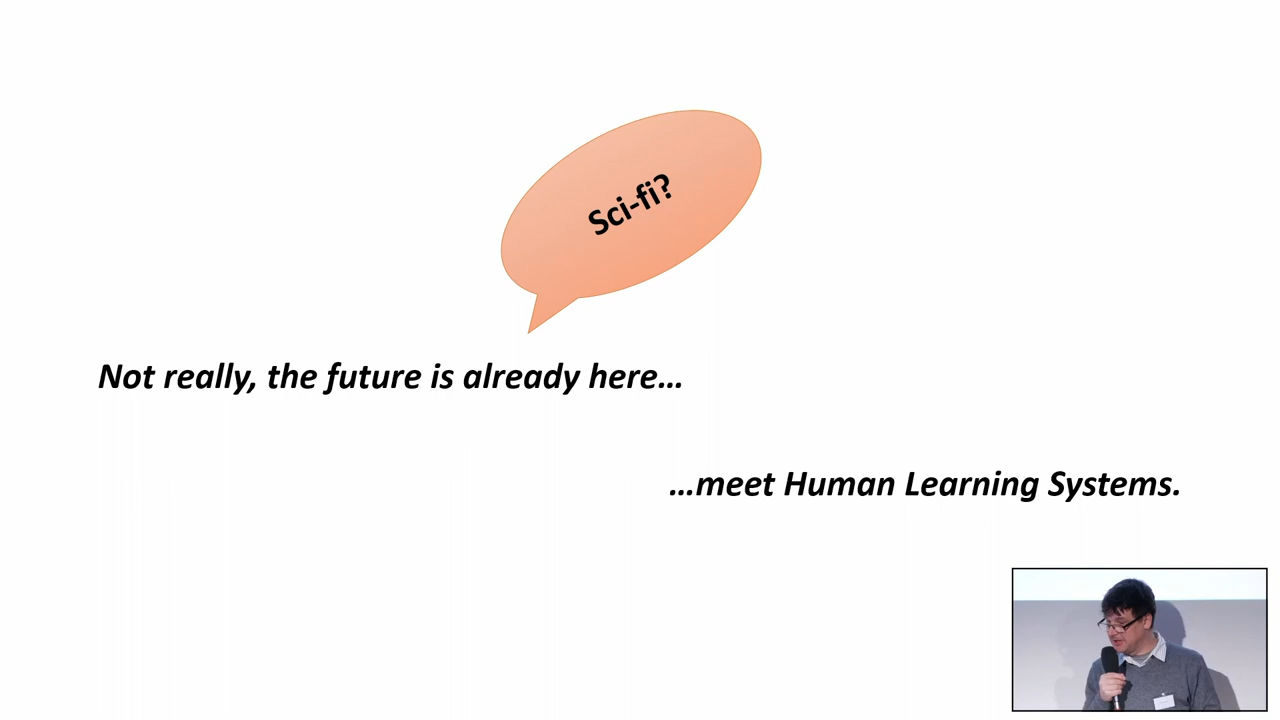 Sci-fi?
Not really, the future is already here…
…meet Human Learning Systems.